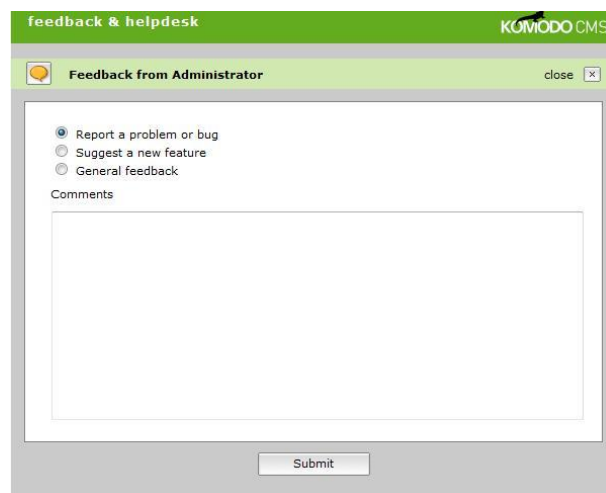 feedback & helpdesk
KOMODO CMS
Feedback from Administrator
close x
Report a problem or bug
Suggest a new feature
General feedback
Comments
Submit